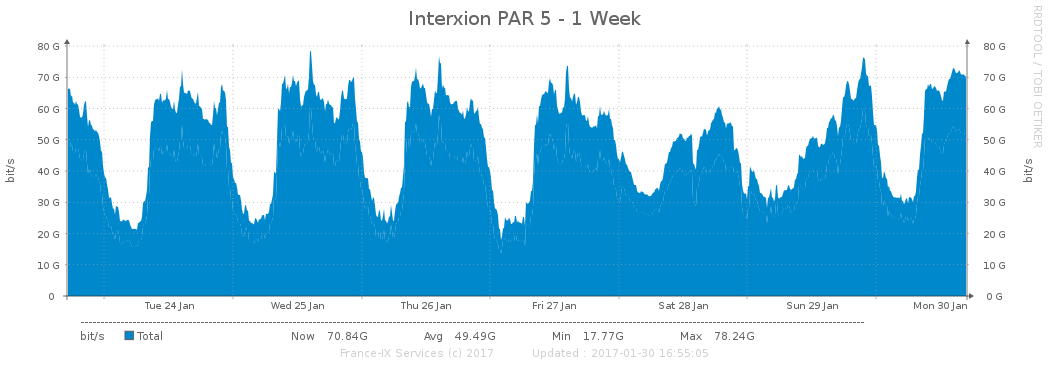 Interxion PAR 5 - 1 Week
RRDTOOL / TOBI OETIKER
80 G 80 G
70 G 70 G
60 G 60 G
50 G 50 G
40 G 40 G
30 G 30 G
20 G 20 G
10 G 10 G
0 0 G
bit/s bit/s
Tue 24 Jan Wed 25 Jan Thu 26 Jan Fri 27 Jan Sat 28 Jan Sun 29 Jan Mon 30 Jan
bit/s Total Now 70.84G Avg 49.49G Min 17.77G Max 78.24G
France-IX Services (c) 2017 Updated : 2017-01-30 16:55:05